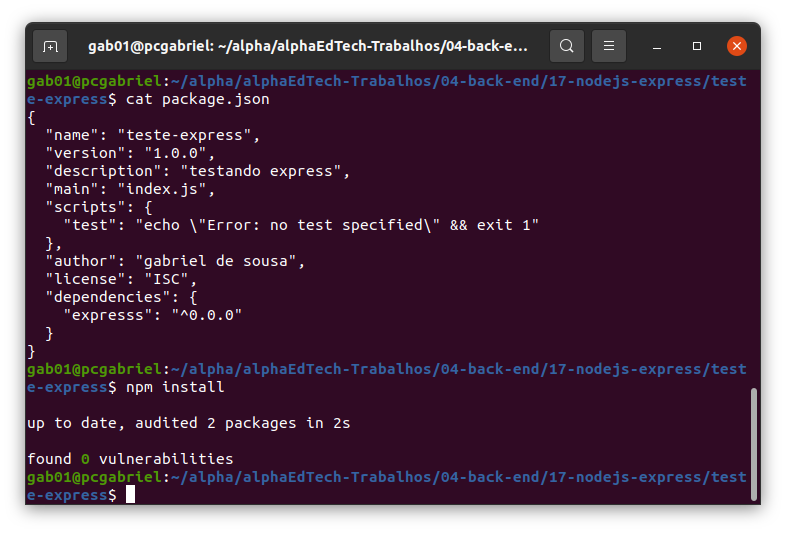 gab01@pcgabriel: ~/alpha/alphaEdTech-Trabalhos/04-back-e...
gab01@pcgabriel:~/alpha/alphaEdTech-Trabalhos/04-back-end/17-nodejs-express/test
e-express$ cat package.json
{
  "name": "teste-express",
  "version": "1.0.0",
  "description": "testando express",
  "main": "index.js",
  "scripts": {
    "test": "echo \"Error: no test specified\" && exit 1"
  },
  "author": "gabriel de sousa",
  "license": "ISC",
  "dependencies": {
    "expresss": "^0.0.0"
  }
}
gab01@pcgabriel:~/alpha/alphaEdTech-Trabalhos/04-back-end/17-nodejs-express/test
e-express$ npm install
up to date, audited 2 packages in 2s
found 0 vulnerabilities
gab01@pcgabriel:~/alpha/alphaEdTech-Trabalhos/04-back-end/17-nodejs-express/test
e-express$